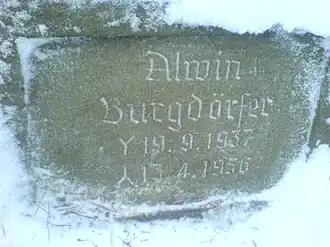 Alwin
Burgdörfer
ᛉ 19. 9. 1937
ᛣ 13. 4. 1956